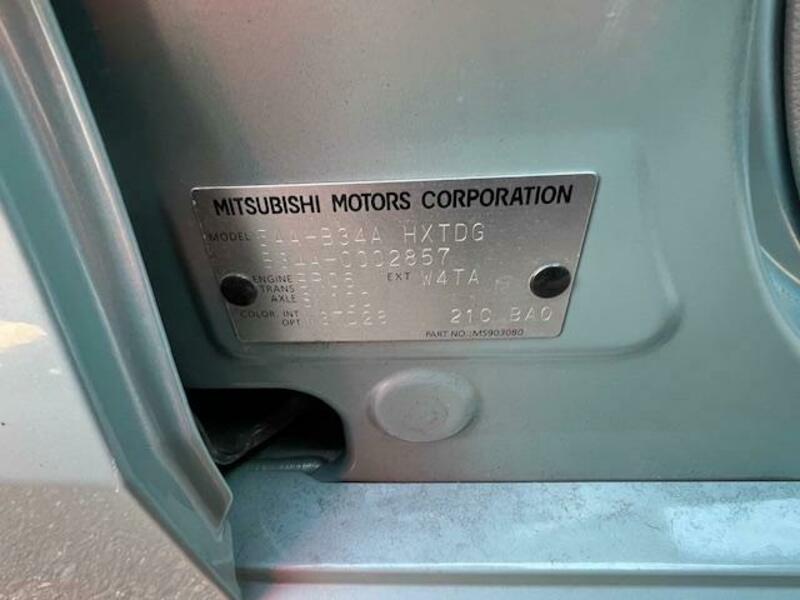 MITSUBISHI MOTORS CORPORATION
MODEL 5AA-B34A HXTDG
B34A-0002857
ENGINE BR06 EXT W4TA
TRANS
AXLE
COLOR, INT
OPT 21C BA0
PART NO.:MS903080